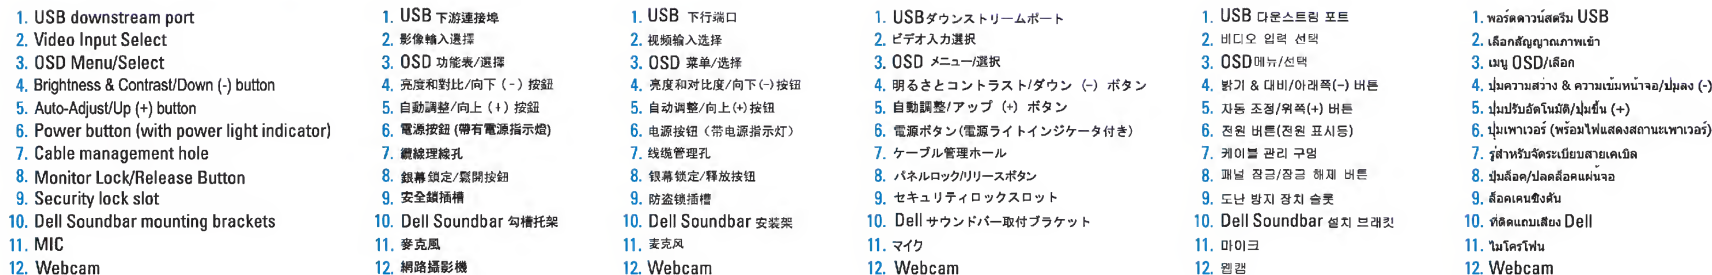 1. USB downstream port
2. Video Input Select
3. OSD Menu/Select
4. Brightness & Contrast/Down (-) button
5. Auto-Adjust/Up (+) button
6. Power button (with power light indicator)
7. Cable management hole
8. Monitor Lock/Release Button
9. Security lock slot
10. Dell Soundbar mounting brackets
11. MIC
12. Webcam
1. USB 下游連接埠
2. 影像輸入選擇
3. OSD 功能表/選擇
4. 亮度和對比/向下 (-) 按鈕
5. 自動調整/向上 (+) 按鈕
6. 電源按鈕 (帶有電源指示燈)
7. 纜線理線孔
8. 銀幕鎖定/鬆開按鈕
9. 安全鎖插槽
10. Dell Soundbar 勾槽托架
11. 麥克風
12. 網路攝影機
1. USB 下行端口
2. 视频输入选择
3. OSD 菜单/选择
4. 亮度和对比度/向下(-)按钮
5. 自动调整/向上(+)按钮
6. 电源按钮（带电源指示灯）
7. 线缆管理孔
8. 银幕锁定/释放按钮
9. 防盗锁插槽
10. Dell Soundbar 安装架
11. 麦克风
12. Webcam
1. USBダウンストリームポート
2. ビデオ入力選択
3. OSD メニュー/選択
4. 明るさとコントラスト/ダウン (-) ボタン
5. 自動調整/アップ (+) ボタン
6. 電源ボタン(電源ライトインジケータ付き)
7. ケーブル管理ホール
8. パネルロック/リリースボタン
9. セキュリティロックスロット
10. Dell サウンドバー取付ブラケット
11. マイク
12. Webcam
1. USB 다운스트림 포트
2. 비디오 입력 선택
3. OSD메뉴/선택
4. 밝기 & 대비/아래쪽(-) 버튼
5. 자동 조정/위쪽(+) 버튼
6. 전원 버튼(전원 표시등)
7. 케이블 관리 구멍
8. 패널 잠금/잠금 해제 버튼
9. 도난 방지 장치 슬롯
10. Dell Soundbar 설치 브래킷
11. 마이크
12. 웹캠
1. พอร์ตดาวน์สตรีม USB
2. เลือกสัญญาณภาพเข้า
3. เมนู OSD/เลือก
4. ปุ่มความสว่าง & ความเข้มหน้าจอ/ปุ่มลง (-)
5. ปุ่มปรับอัตโนมัติ/ปุ่มขึ้น (+)
6. ปุ่มเพาเวอร์ (พร้อมไฟแสดงสถานะเพาเวอร์)
7. รูสำหรับจัดระเบียบสายเคเบิล
8. ปุ่มล็อค/ปลดล็อคแผ่นจอ
9. ล็อคเคนซิงตัน
10. ที่ติดแถบเสียง Dell
11. ไมโครโฟน
12. Webcam